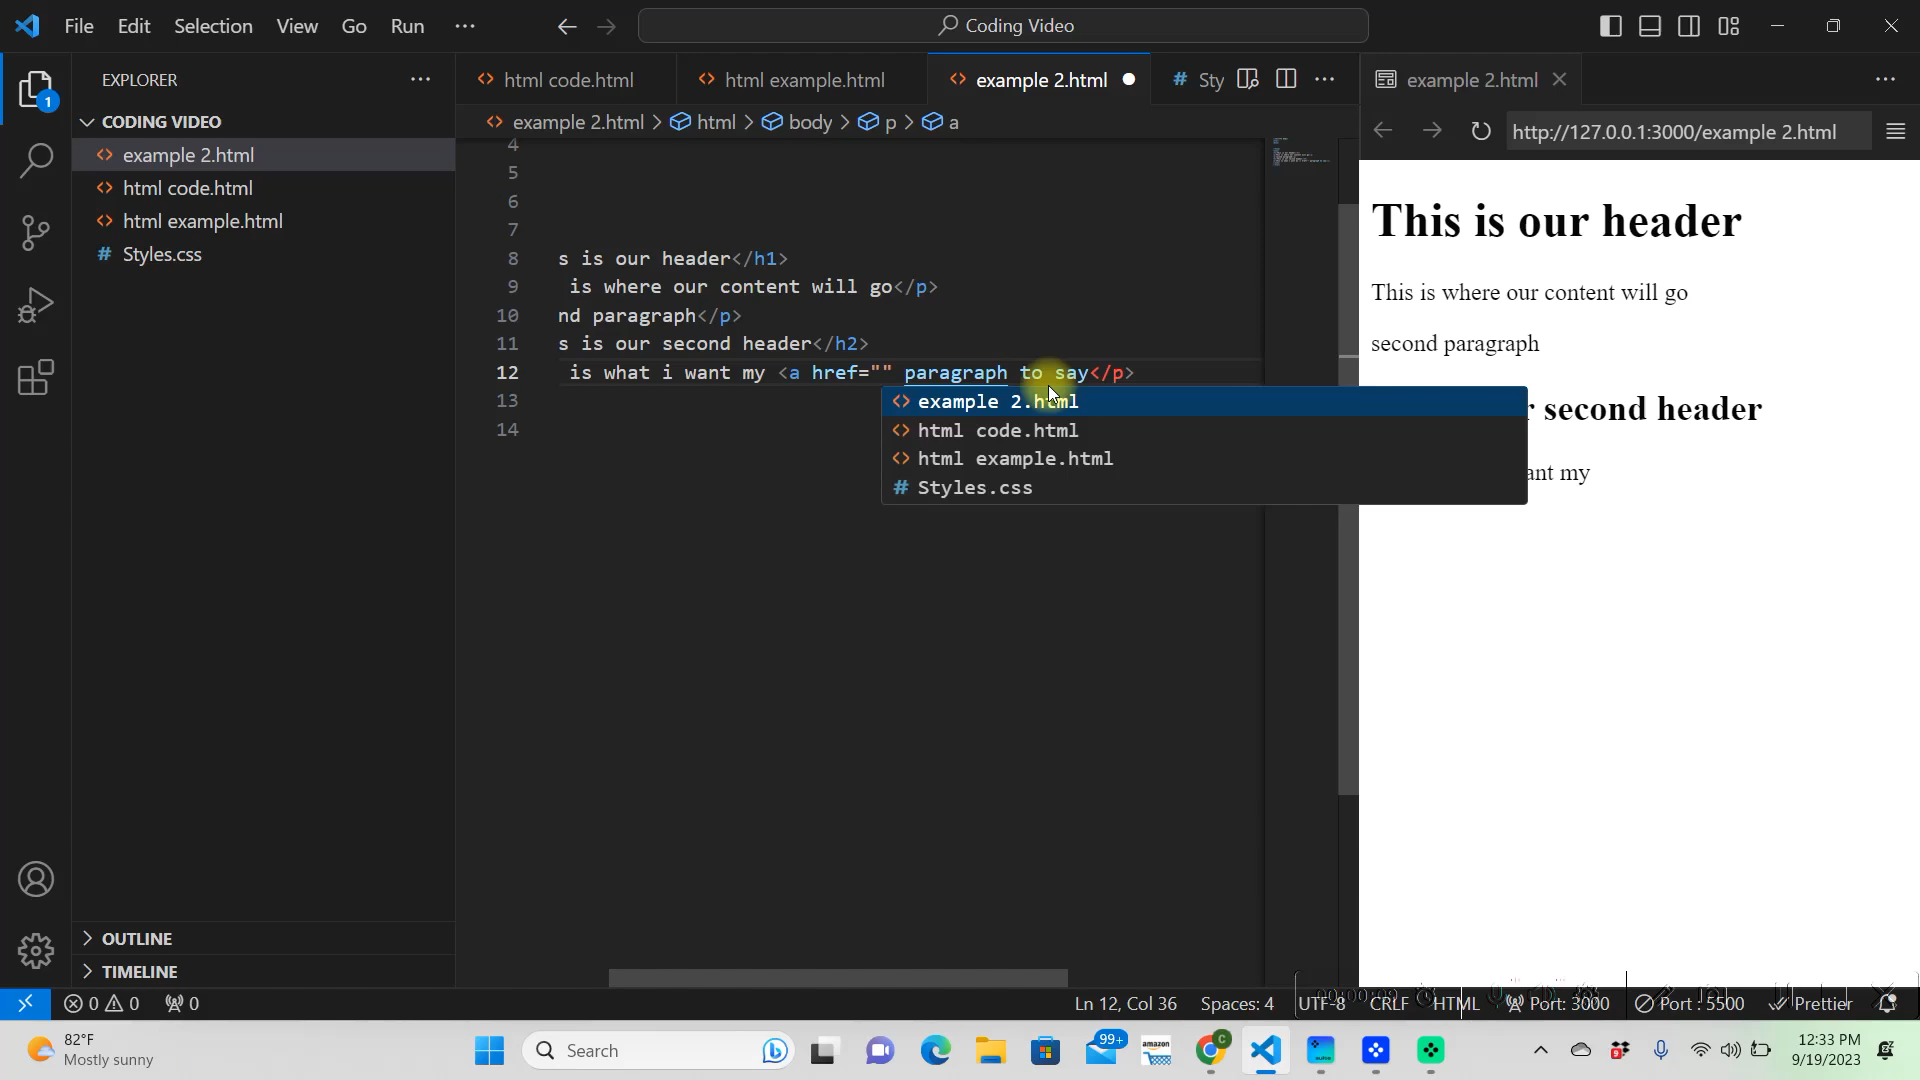 File Edit Selection View Go Run ... Coding Video
EXPLORER
CODING VIDEO
example 2.html
html code.html
html example.html
# Styles.css
OUTLINE
TIMELINE
html code.html html example.html example 2.html # Sty
example 2.html > html > body > p > a
4
5
6
7
8 s is our header</h1>
9 is where our content will go</p>
10 nd paragraph</p>
11 s is our second header</h2>
12 is what i want my <a href="" paragraph to say</p>
13
14
example 2.html
html code.html
html example.html
# Styles.css
example 2.html
http://127.0.0.1:3000/example 2.html
This is our header
This is where our content will go
second paragraph
r second header
ant my
0 0 0 Ln 12, Col 36 Spaces: 4 UTF-8 CRLF HTML Port: 3000 Port : 5500 Prettier
82°F
Mostly sunny
Search
99+
amazon
12:33 PM
9/19/2023